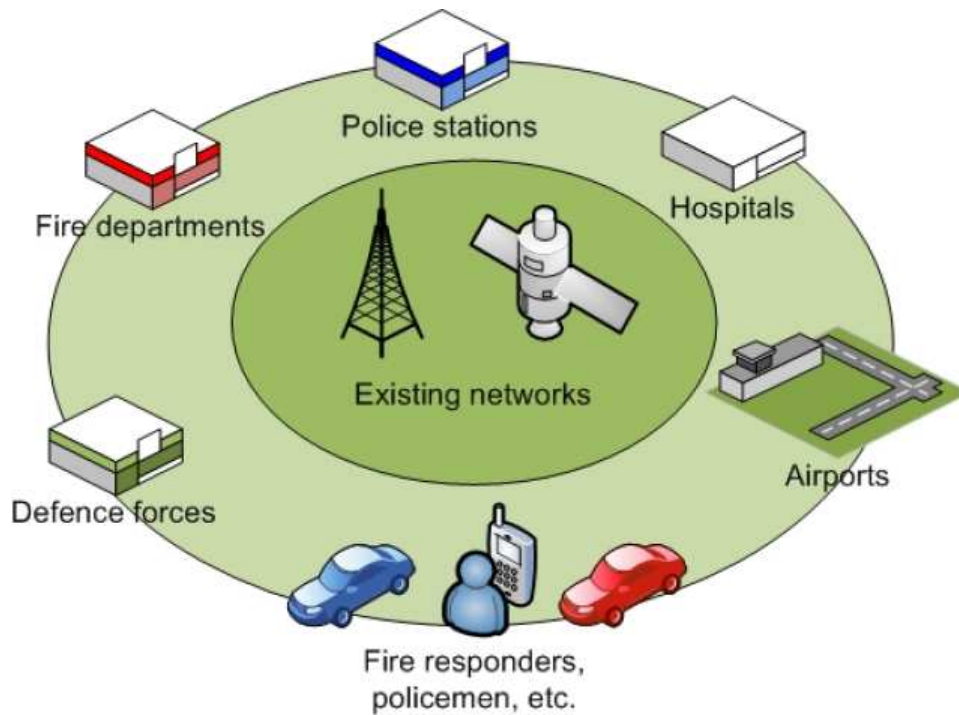 Police stations
Hospitals
Fire departments
Existing networks
Airports
Defence forces
Fire responders,
policemen, etc.